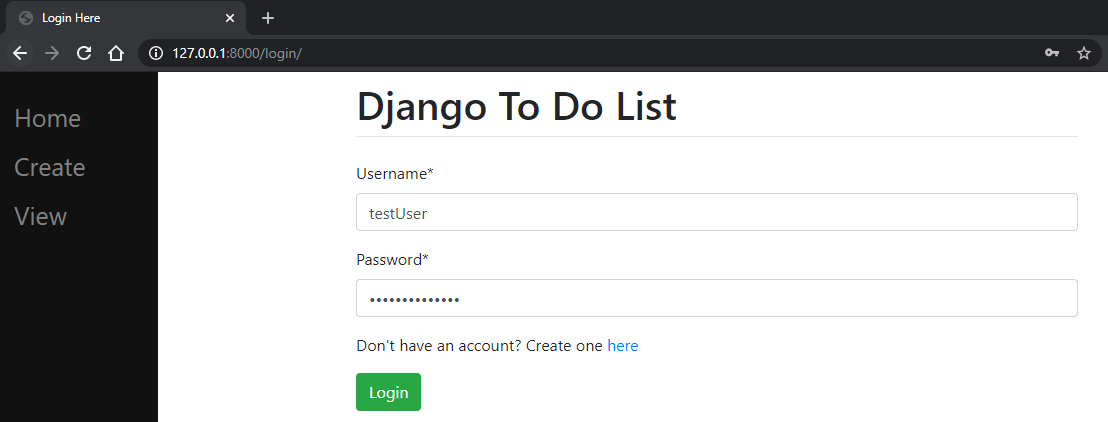 Login Here
127.0.0.1:8000/login/
Home
Create
View
Django To Do List
Username*
testUser
Password*
••••••••••••••
Don't have an account? Create one here
Login